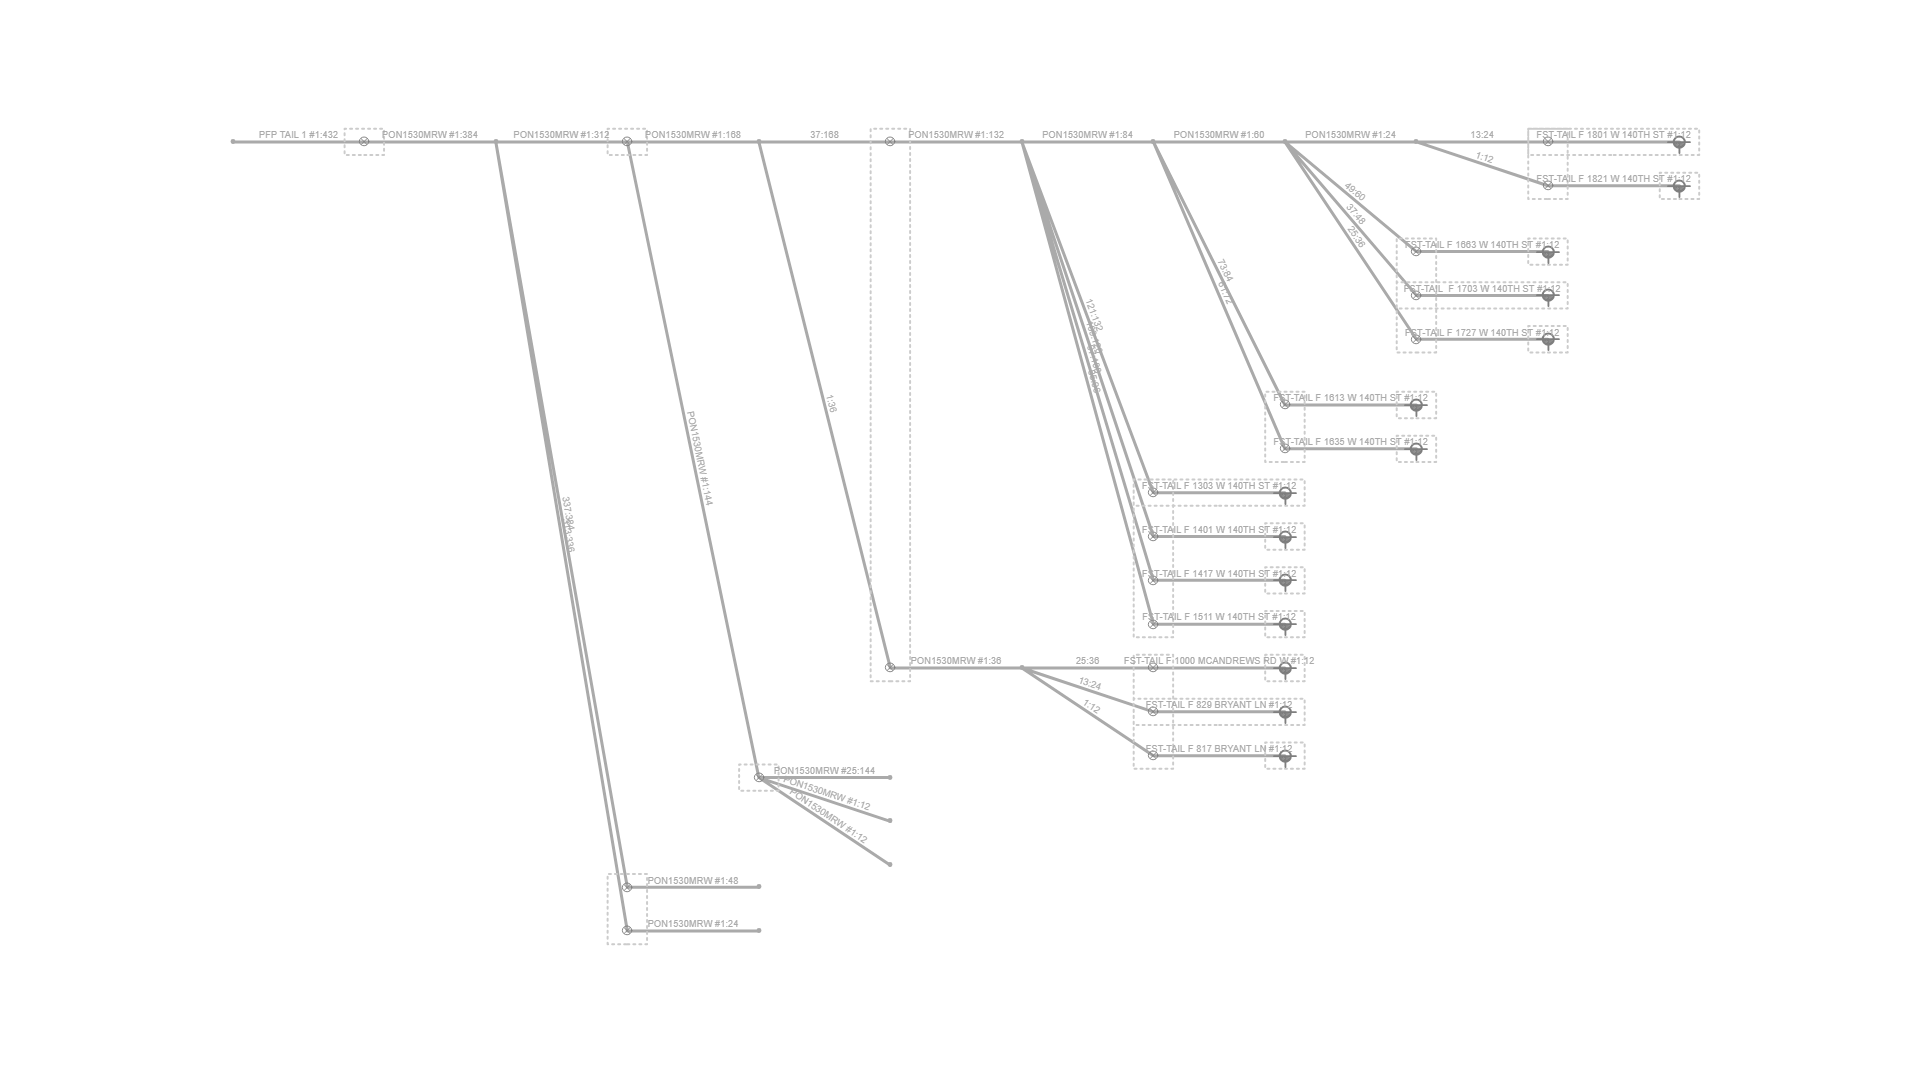 PFP TAIL 1 #1:432
PON1530MRW #1:384
PON1530MRW #1:312
PON1530MRW #1:168
37:168
PON1530MRW #1:132
PON1530MRW #1:84
PON1530MRW #1:60
PON1530MRW #1:24
13:24
FST-TAIL F 1801 W 140TH ST #1:12
1:12
FST-TAIL F 1821 W 140TH ST #1:12
49:60
37:48
25:36
FST-TAIL F 1663 W 140TH ST #1:12
FST-TAIL F 1703 W 140TH ST #1:12
FST-TAIL F 1727 W 140TH ST #1:12
73:84
61:72
FST-TAIL F 1613 W 140TH ST #1:12
FST-TAIL F 1635 W 140TH ST #1:12
121:132
FST-TAIL F 1303 W 140TH ST #1:12
FST-TAIL F 1401 W 140TH ST #1:12
FST-TAIL F 1417 W 140TH ST #1:12
FST-TAIL F 1511 W 140TH ST #1:12
1:36
PON1530MRW #1:36
25:36
FST-TAIL F 1000 MCANDREWS RD W #1:12
13:24
FST-TAIL F 829 BRYANT LN #1:12
1:12
FST-TAIL F 817 BRYANT LN #1:12
PON1530MRW #1:144
PON1530MRW #25:144
PON1530MRW #1:12
PON1530MRW #1:12
337:384
PON1530MRW #1:48
PON1530MRW #1:24